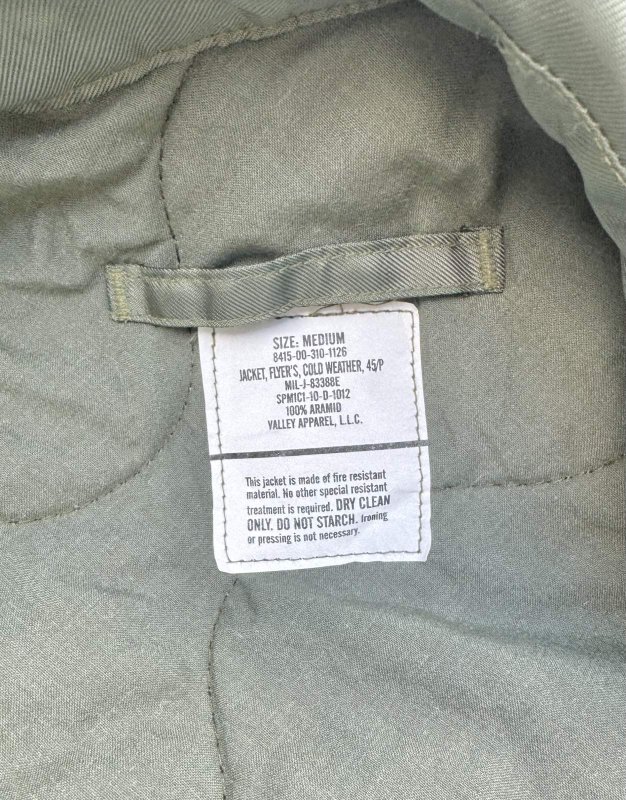 SIZE: MEDIUM
8415-00-310-1126
JACKET, FLYER'S, COLD WEATHER, 45/P
MIL-J-83388E
SPM1C1-10-D-1012
100% ARAMID
VALLEY APPAREL, L.L.C.
This jacket is made of fire resistant
material. No other special resistant
treatment is required. DRY CLEAN
ONLY. DO NOT STARCH. Ironing
or pressing is not necessary.